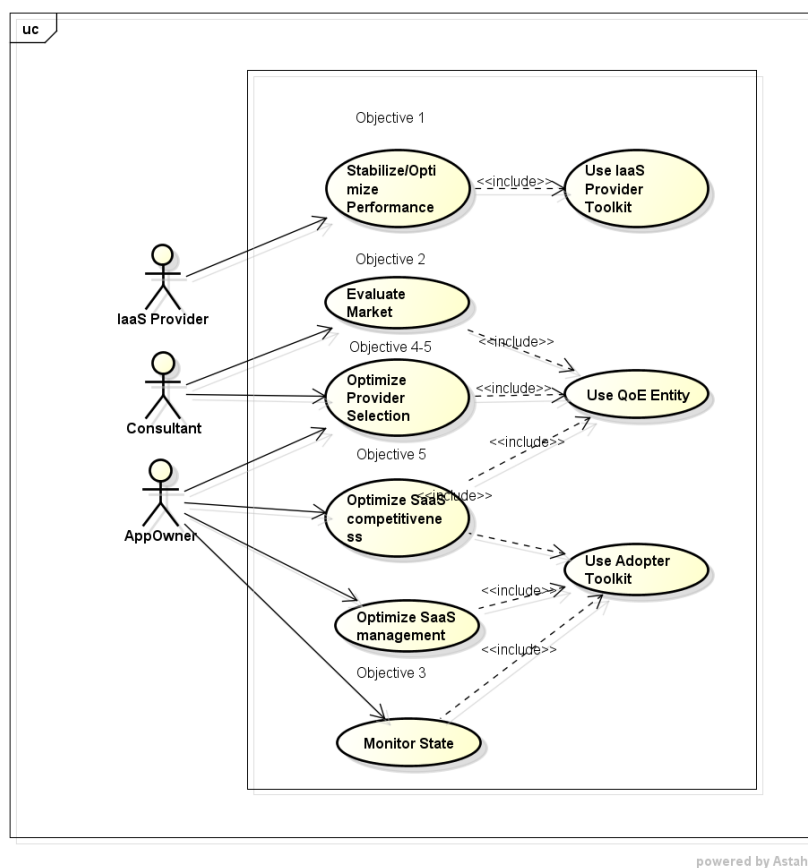 uc
Objective 1
Stabilize/Opti
mize
Performance
<<include>>
Use IaaS
Provider
Toolkit
IaaS Provider
Objective 2
Evaluate
Market
<<include>>
Objective 4-5
Optimize
Provider
Selection
<<include>>
Use QoE Entity
Consultant
<<include>>
Objective 5
Optimize SaaS
competitivene
ss
<<include>>
AppOwner
Use Adopter
Toolkit
<<include>>
Optimize SaaS
management
<<include>>
Objective 3
Monitor State
powered by Astah